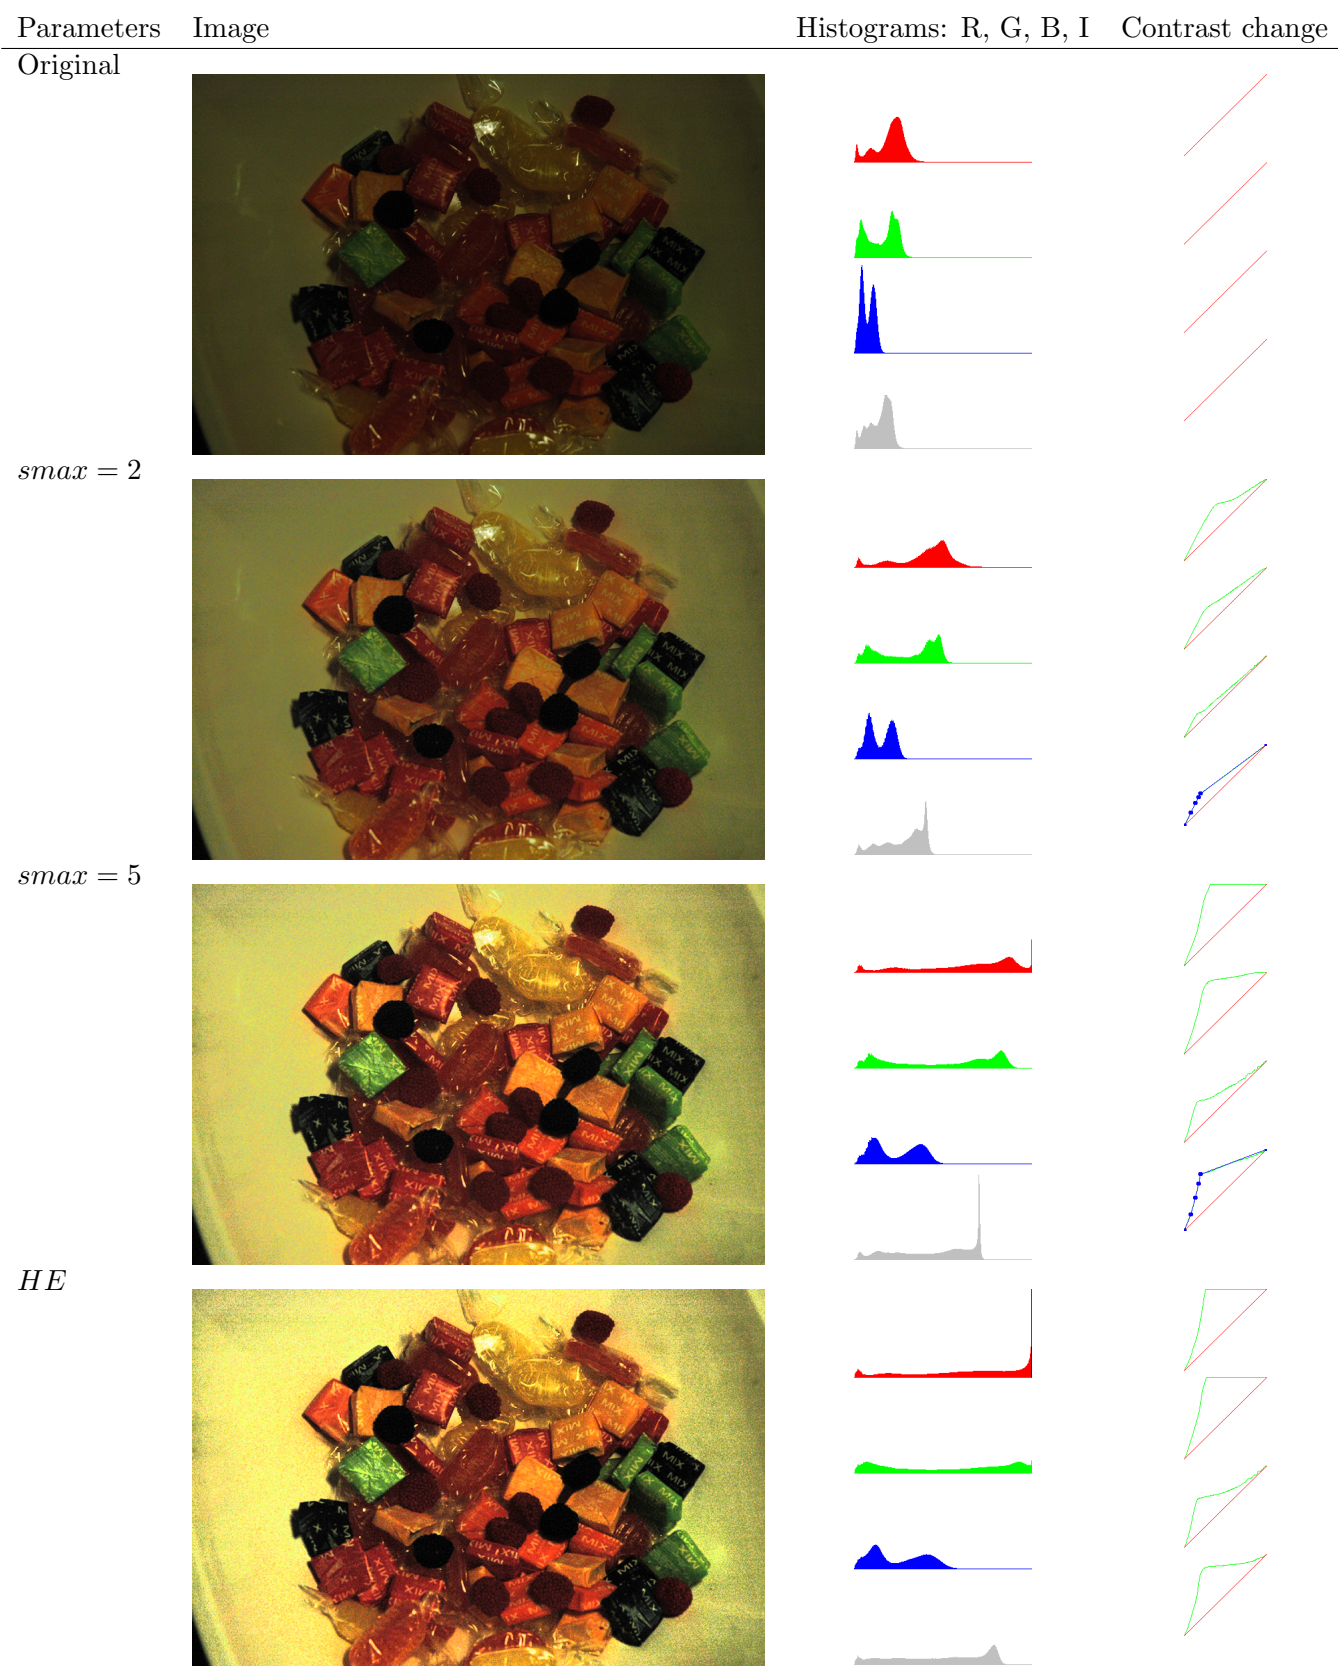 Parameters Image Histograms: R, G, B, I Contrast change
Original
smax = 2
smax = 5
HE